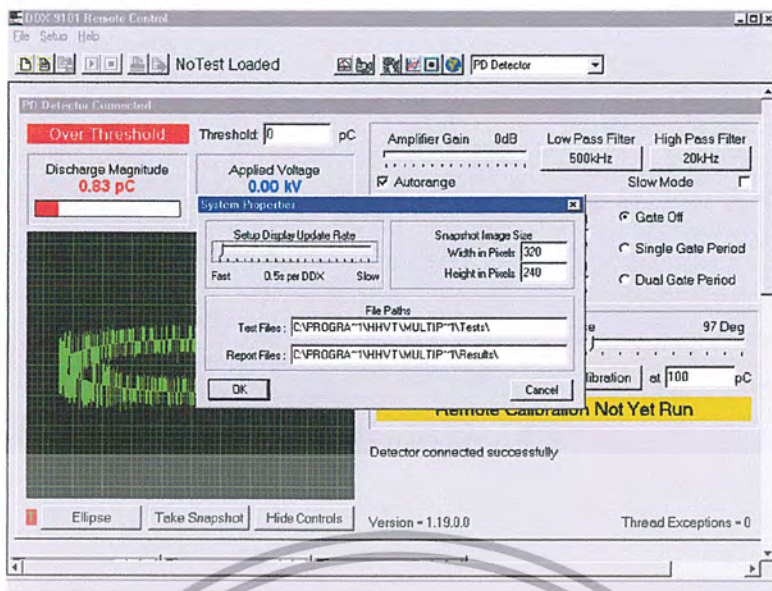 DDX 9101 Remote Control
File Setup Help
NoTest Loaded
PD Detector
PD Detector Connected
Over Threshold
Threshold: 0 pC
Discharge Magnitude
0.83 pC
Applied Voltage
0.00 kV
Amplifier Gain 0dB
Low Pass Filter
500kHz
High Pass Filter
20kHz
Autorange
Slow Mode
Gate Off
Single Gate Period
Dual Gate Period
System Properties
Setup Display Update Rate
Fast 0.5s per DDX Slow
Snapshot Image Size
Width in Pixels 320
Height in Pixels 240
File Paths
Test Files : C:\PROGRA~1\HHVT\MULTIP~1\Tests\
Report Files : C:\PROGRA~1\HHVT\MULTIP~1\Results\
OK
Cancel
97 Deg
at 100 pC
Remote Calibration Not Yet Run
Detector connected successfully
T
Ellipse
Take Snapshot
Hide Controls
Version = 1.19.0.0
Thread Exceptions = 0